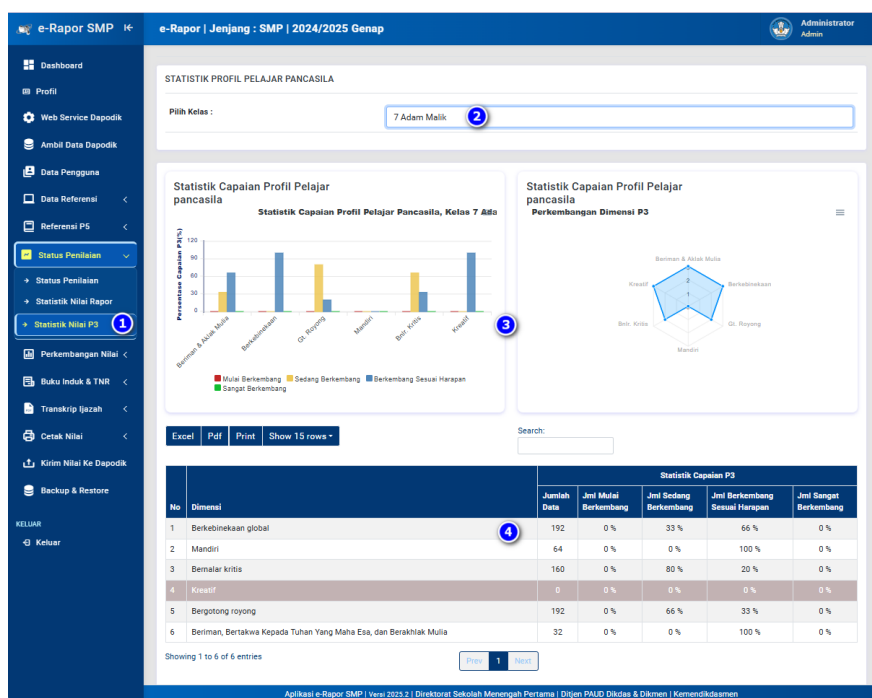 e-Rapor SMP
e-Rapor | Jenjang : SMP | 2024/2025 Genap
Administrator
Admin
Dashboard
Profil
Web Service Dapodik
Ambil Data Dapodik
Data Pengguna
Data Referensi
Referensi P5
Status Penilaian
Status Penilaian
Statistik Nilai Rapor
Statistik Nilai P3 1
Perkembangan Nilai
Buku Induk & TNR
Transkrip Ijazah
Cetak Nilai
Kirim Nilai Ke Dapodik
Backup & Restore
KELUAR
Keluar
STATISTIK PROFIL PELAJAR PANCASILA
Pilih Kelas : 7 Adam Malik 2
Statistik Capaian Profil Pelajar
pancasila
Statistik Capaian Profil Pelajar Pancasila, Kelas 7 Ada
Persentase Capaian P3(%)
120
90
60
30
0
Beriman & Aklak Mulia
Berkebinekaan
Gt. Royong
Mandiri
Bnlr. Kritis
Kreatif
3
Mulai Berkembang Sedang Berkembang Berkembang Sesuai Harapan
Sangat Berkembang
Statistik Capaian Profil Pelajar
pancasila
Perkembangan Dimensi P3
Beriman & Aklak Mulia
Kreatif
Berkebinekaan
3
2
1
Bnlr. Kritis
Gt. Royong
Mandiri
Excel Pdf Print Show 15 rows
Search:
Statistik Capaian P3
No Dimensi Jumlah Data Jml Mulai Berkembang Jml Sedang Berkembang Jml Berkembang Sesuai Harapan Jml Sangat Berkembang
1 Berkebinekaan global 4 192 0 % 33 % 66 % 0 %
2 Mandiri 64 0 % 0 % 100 % 0 %
3 Bernalar kritis 160 0 % 80 % 20 % 0 %
4 Kreatif 0 0 % 0 % 0 % 0 %
5 Bergotong royong 192 0 % 66 % 33 % 0 %
6 Beriman, Bertakwa Kepada Tuhan Yang Maha Esa, dan Berakhlak Mulia 32 0 % 0 % 100 % 0 %
Showing 1 to 6 of 6 entries
Prev 1 Next
Aplikasi e-Rapor SMP | Versi 2025.2 | Direktorat Sekolah Menengah Pertama | Ditjen PAUD Dikdas & Dikmen | Kemendikdasmen